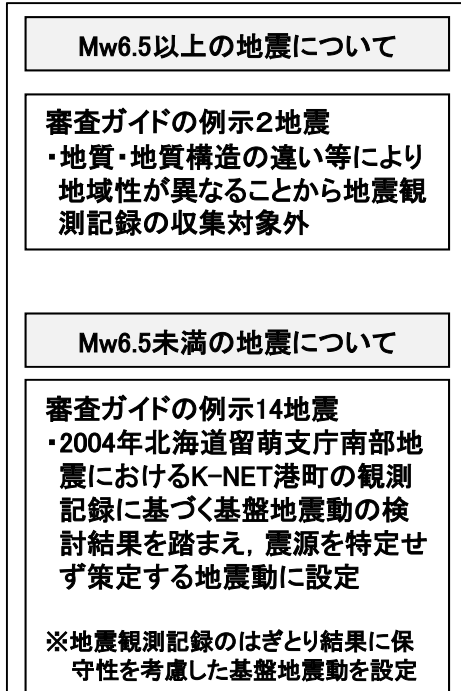 Mw6.5以上の地震について
審査ガイドの例示2地震
・地質・地質構造の違い等により
地域性が異なることから地震観
測記録の収集対象外
Mw6.5未満の地震について
審査ガイドの例示14地震
・2004年北海道留萌支庁南部地
震におけるK-NET港町の観測
記録に基づく基盤地震動の検
討結果を踏まえ，震源を特定せ
ず策定する地震動に設定
※地震観測記録のはぎとり結果に保
守性を考慮した基盤地震動を設定